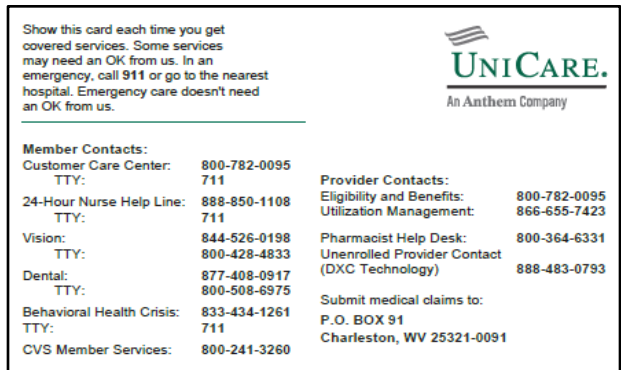 Show this card each time you get
covered services. Some services
may need an OK from us. In an
emergency, call 911 or go to the nearest
hospital. Emergency care doesn't need
an OK from us.
UNICARE.
An Anthem Company
Member Contacts:
Customer Care Center: 800-782-0095
TTY: 711
24-Hour Nurse Help Line: 888-850-1108
TTY: 711
Vision: 844-526-0198
TTY: 800-428-4833
Dental: 877-408-0917
TTY: 800-508-6975
Behavioral Health Crisis: 833-434-1261
TTY: 711
CVS Member Services: 800-241-3260
Provider Contacts:
Eligibility and Benefits: 800-782-0095
Utilization Management: 866-655-7423
Pharmacist Help Desk: 800-364-6331
Unenrolled Provider Contact
(DXC Technology) 888-483-0793
Submit medical claims to:
P.O. BOX 91
Charleston, WV 25321-0091